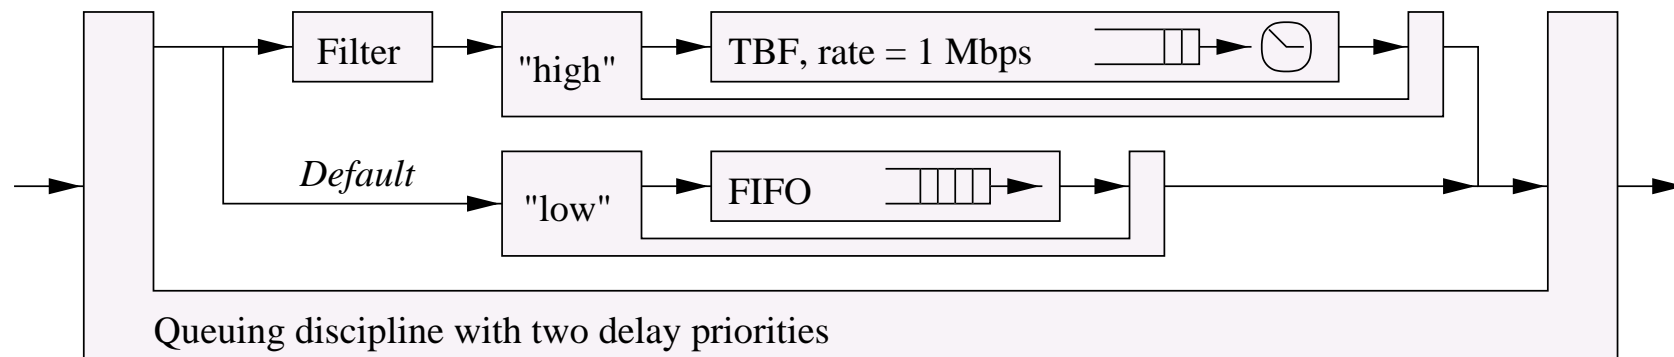 Filter
"high"
TBF, rate = 1 Mbps
Default
"low"
FIFO
Queuing discipline with two delay priorities